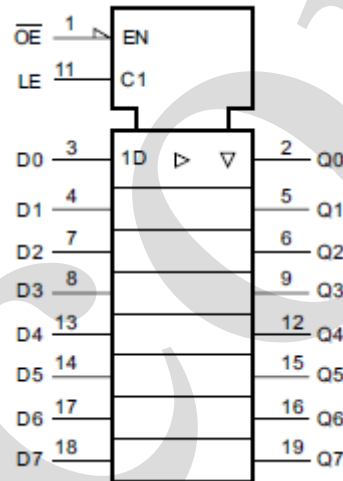 OE 1 EN
LE 11 C1
D0 3 1D 2 Q0
D1 4 5 Q1
D2 7 6 Q2
D3 8 9 Q3
D4 13 12 Q4
D5 14 15 Q5
D6 17 16 Q6
D7 18 19 Q7